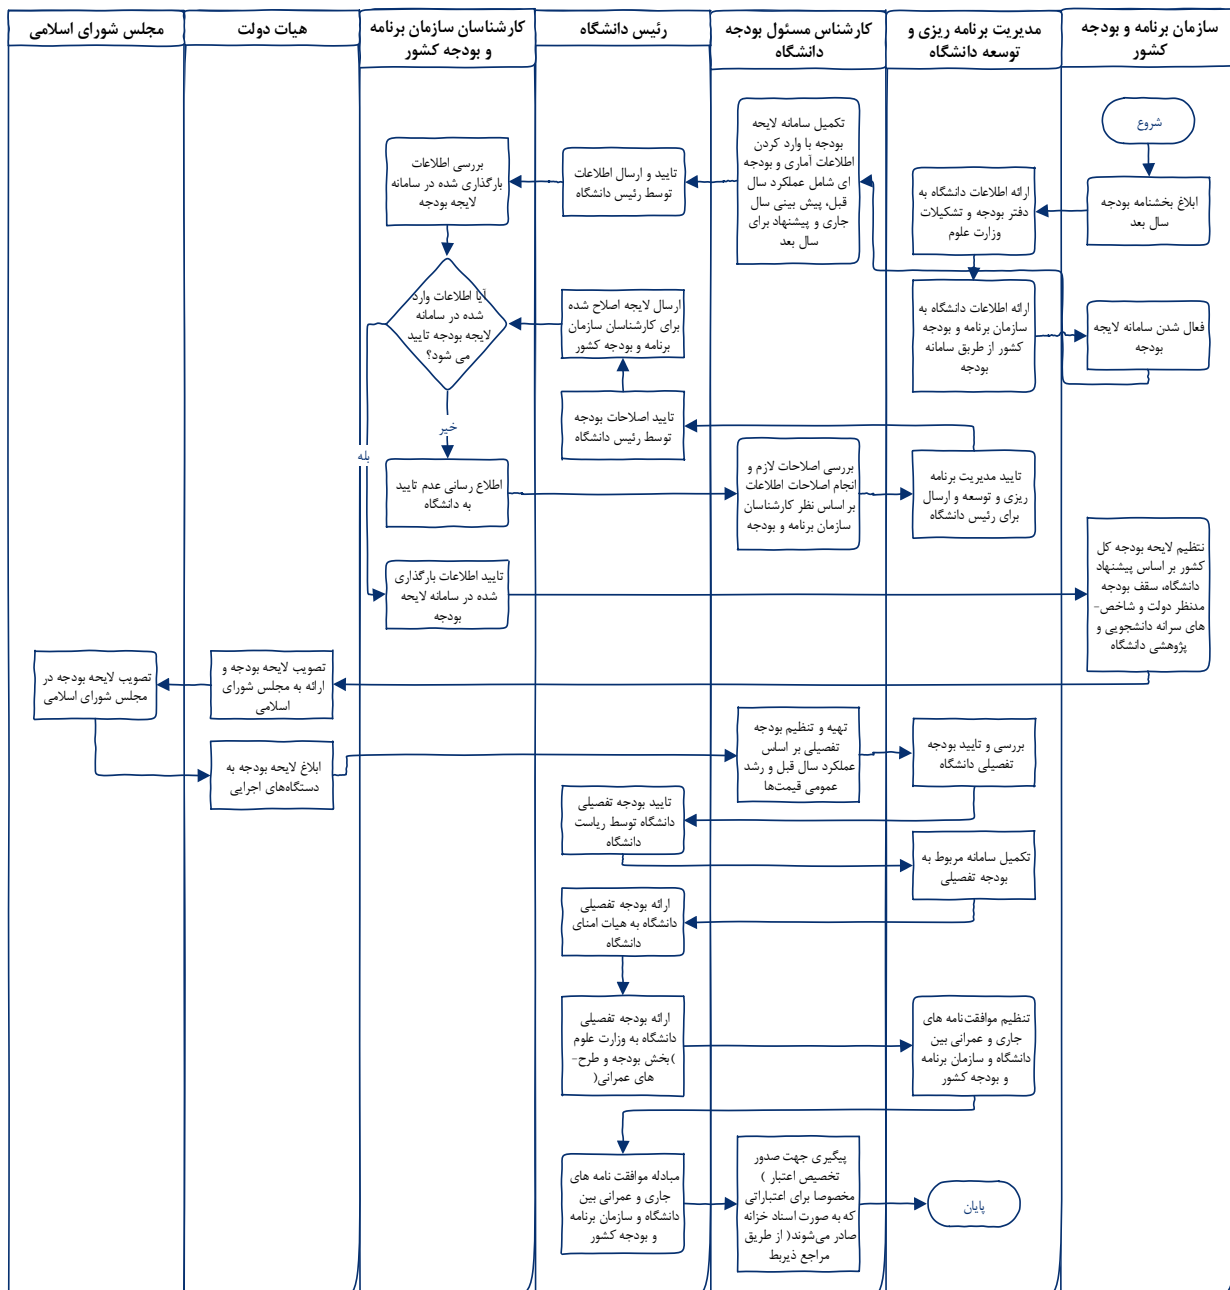 سازمان برنامه و بودجه
کشور
مدیریت برنامه ریزی و
توسعه دانشگاه
کارشناس مسئول بودجه
دانشگاه
رئیس دانشگاه
کارشناسان سازمان برنامه
و بودجه کشور
هیات دولت
مجلس شورای اسلامی
شروع
ابلاغ بخشنامه بودجه
سال بعد
ارائه اطلاعات دانشگاه به
دفتر بودجه و تشکیلات
وزارت علوم
ارائه اطلاعات دانشگاه به
سازمان برنامه و بودجه
کشور از طریق سامانه
بودجه
فعال شدن سامانه لایجه
بودجه
تکمیل سامانه لایحه
بودجه با وارد کردن
اطلاعات آماری و بودجه
ای شامل عملکرد سال
قبل، پیش بینی سال
جاری و پیشنهاد برای
سال بعد
تایید و ارسال اطلاعات
توسط رئیس دانشگاه
بررسی اطلاعات
بارگذاری شده در سامانه
لایجه بودجه
آیا اطلاعات وارد
شده در سامانه
لایحه بودجه تایید
می شود؟
خیر
بله
اطلاع رسانی عدم تایید
به دانشگاه
بررسی اصلاحات لازم و
انجام اصلاحات اطلاعات
بر اساس نظر کارشناسان
سازمان برنامه و بودجه
تایید مدیریت برنامه
ریزی و توسعه و ارسال
برای رئیس دانشگاه
تایید اصلاحات بودجه
توسط رئیس دانشگاه
ارسال لایجه اصلاح شده
برای کارشناسان سازمان
برنامه و بودجه کشور
تایید اطلاعات بارگذاری
شده در سامانه لایحه
بودجه
نتظیم لایحه بودجه کل
کشور بر اساس پیشنهاد
دانشگاه، سقف بودجه
مدنظر دولت و شاخص-
های سرانه دانشجویی و
پژوهشی دانشگاه
تصویب لایحه بودجه و
ارائه به مجلس شورای
اسلامی
تصویب لایحه بودجه در
مجلس شورای اسلامی
ابلاغ لایحه بودجه به
دستگاه‌های اجرایی
تهیه و تنظیم بودجه
تفصیلی بر اساس
عملکرد سال قبل و رشد
عمومی قیمت‌ها
بررسی و تایید بودجه
تفصیلی دانشگاه
تایید بودجه تفصیلی
دانشگاه توسط ریاست
دانشگاه
تکمیل سامانه مربوط به
بودجه تفصیلی
ارائه بودجه تفصیلی
دانشگاه به هیات امنای
دانشگاه
ارائه بودجه تفصیلی
دانشگاه به وزارت علوم
)بخش بودجه و طرح-
های عمرانی(
تنظیم موافقت‌نامه های
جاری و عمرانی بین
دانشگاه و سازمان برنامه
و بودجه کشور
مبادله موافقت نامه های
جاری و عمرانی بین
دانشگاه و سازمان برنامه
و بودجه کشور
پیگیری جهت صدور
تخصیص اعتبار )
مخصوصا برای اعتباراتی
که به صورت اسناد خزانه
صادر می‌شوند( از طریق
مراجع ذیربط
پایان